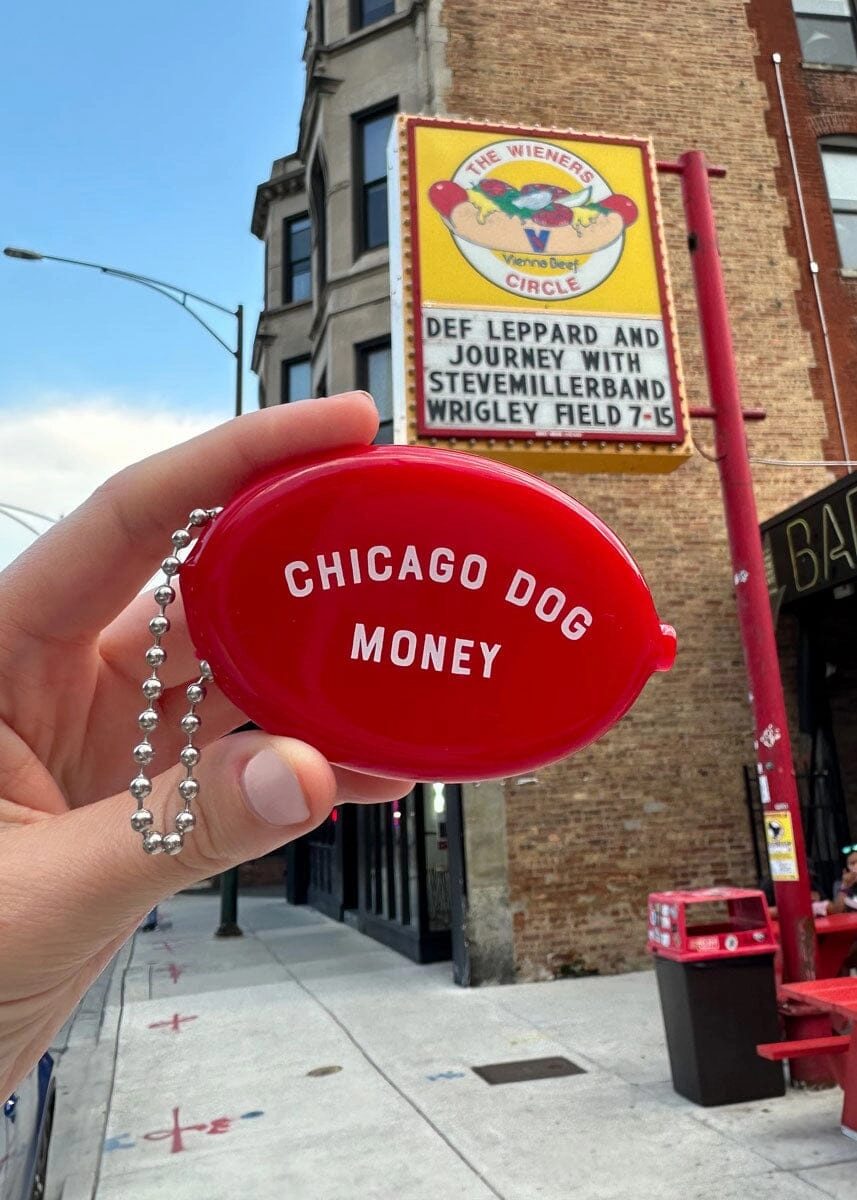 THE WIENERS
V
Vienna Beef
CIRCLE
DEF LEPPARD AND
JOURNEY WITH
STEVEMILLERBAND
WRIGLEY FIELD 7-15
CHICAGO DOG
MONEY